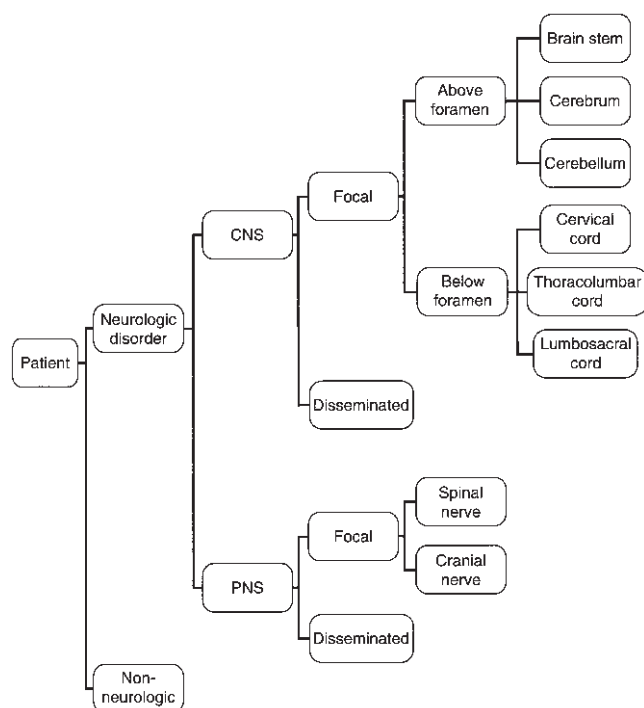 Brain stem
Above
foramen
Cerebrum
Cerebellum
Focal
CNS
Cervical
cord
Below
foramen
Thoracolumbar
cord
Lumbosacral
cord
Neurologic
disorder
Patient
Disseminated
Spinal
nerve
Focal
Cranial
nerve
PNS
Disseminated
Non-
neurologic